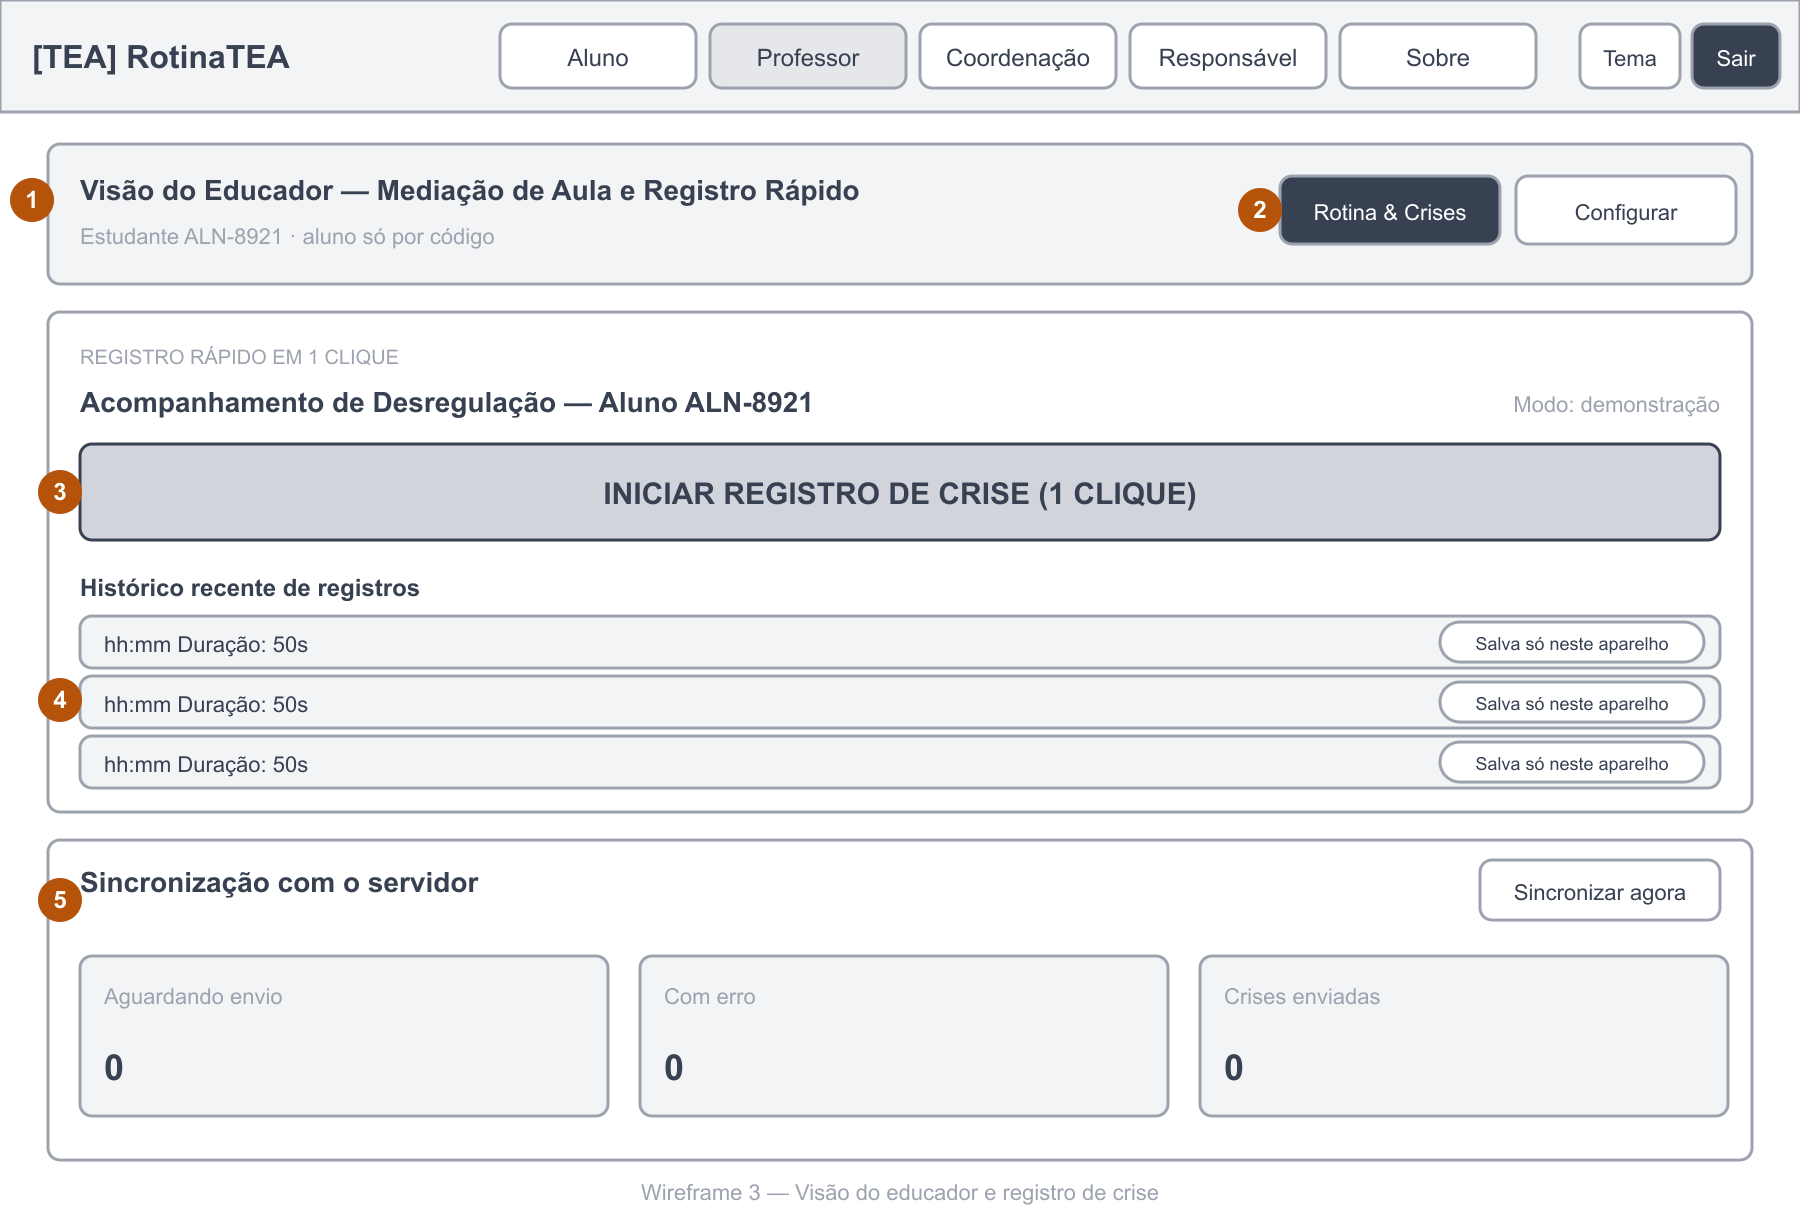 [TEA] RotinaTEA
Aluno
Professor
Coordenação
Responsável
Sobre
Tema
Sair
1
Visão do Educador — Mediação de Aula e Registro Rápido
Estudante ALN-8921 · aluno só por código
2
Rotina & Crises
Configurar
REGISTRO RÁPIDO EM 1 CLIQUE
Acompanhamento de Desregulação — Aluno ALN-8921
Modo: demonstração
3
INICIAR REGISTRO DE CRISE (1 CLIQUE)
Histórico recente de registros
hh:mm Duração: 50s
Salva só neste aparelho
4
hh:mm Duração: 50s
Salva só neste aparelho
hh:mm Duração: 50s
Salva só neste aparelho
5
Sincronização com o servidor
Sincronizar agora
Aguardando envio
0
Com erro
0
Crises enviadas
0
Wireframe 3 — Visão do educador e registro de crise